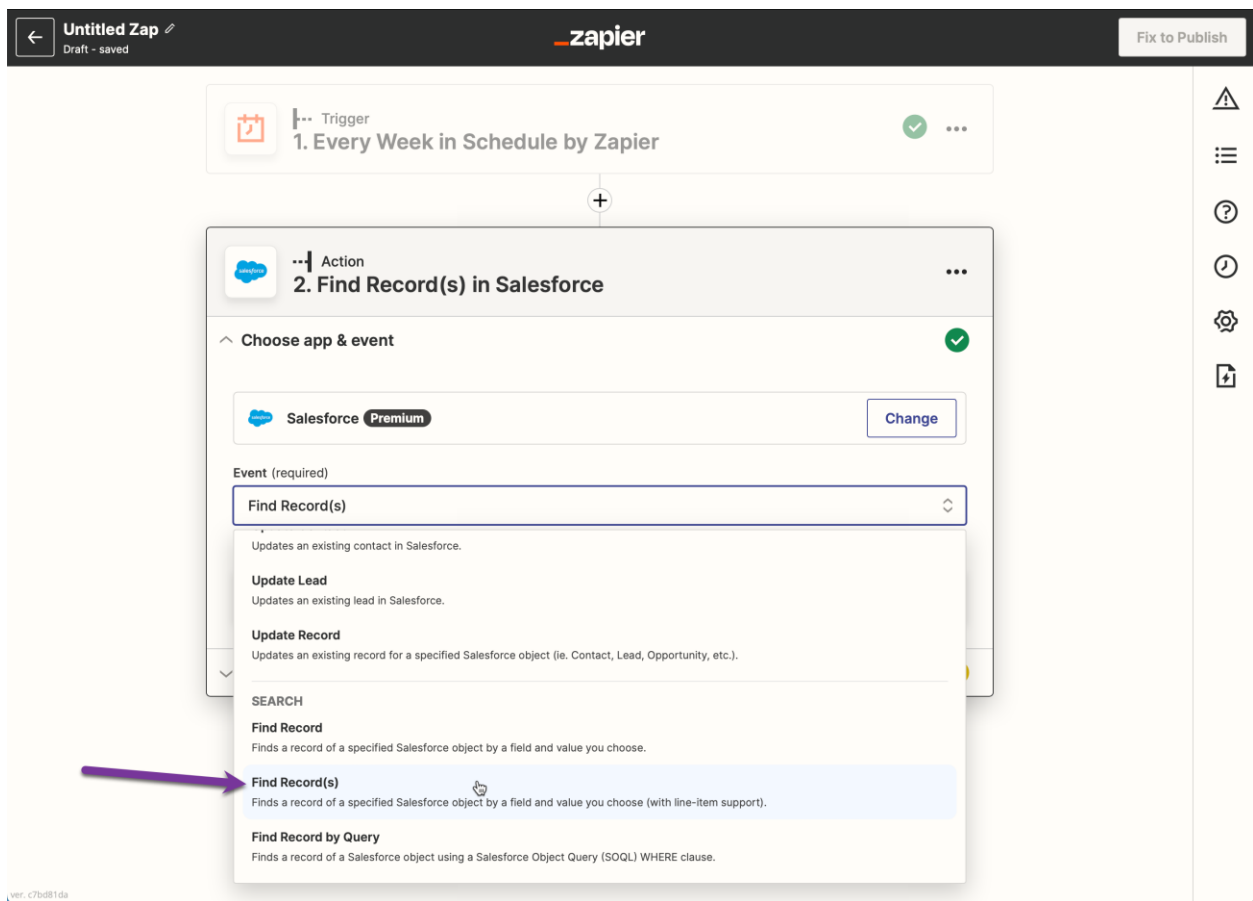 Untitled Zap
Draft - saved
_zapier
Fix to Publish
Trigger
1. Every Week in Schedule by Zapier
salesforce
Action
2. Find Record(s) in Salesforce
Choose app & event
salesforce
Salesforce Premium
Change
Event (required)
Find Record(s)
Updates an existing contact in Salesforce.
Update Lead
Updates an existing lead in Salesforce.
Update Record
Updates an existing record for a specified Salesforce object (ie. Contact, Lead, Opportunity, etc.).
SEARCH
Find Record
Finds a record of a specified Salesforce object by a field and value you choose.
Find Record(s)
Finds a record of a specified Salesforce object by a field and value you choose (with line-item support).
Find Record by Query
Finds a record of a Salesforce object using a Salesforce Object Query (SOQL) WHERE clause.
ver. c7bd81da